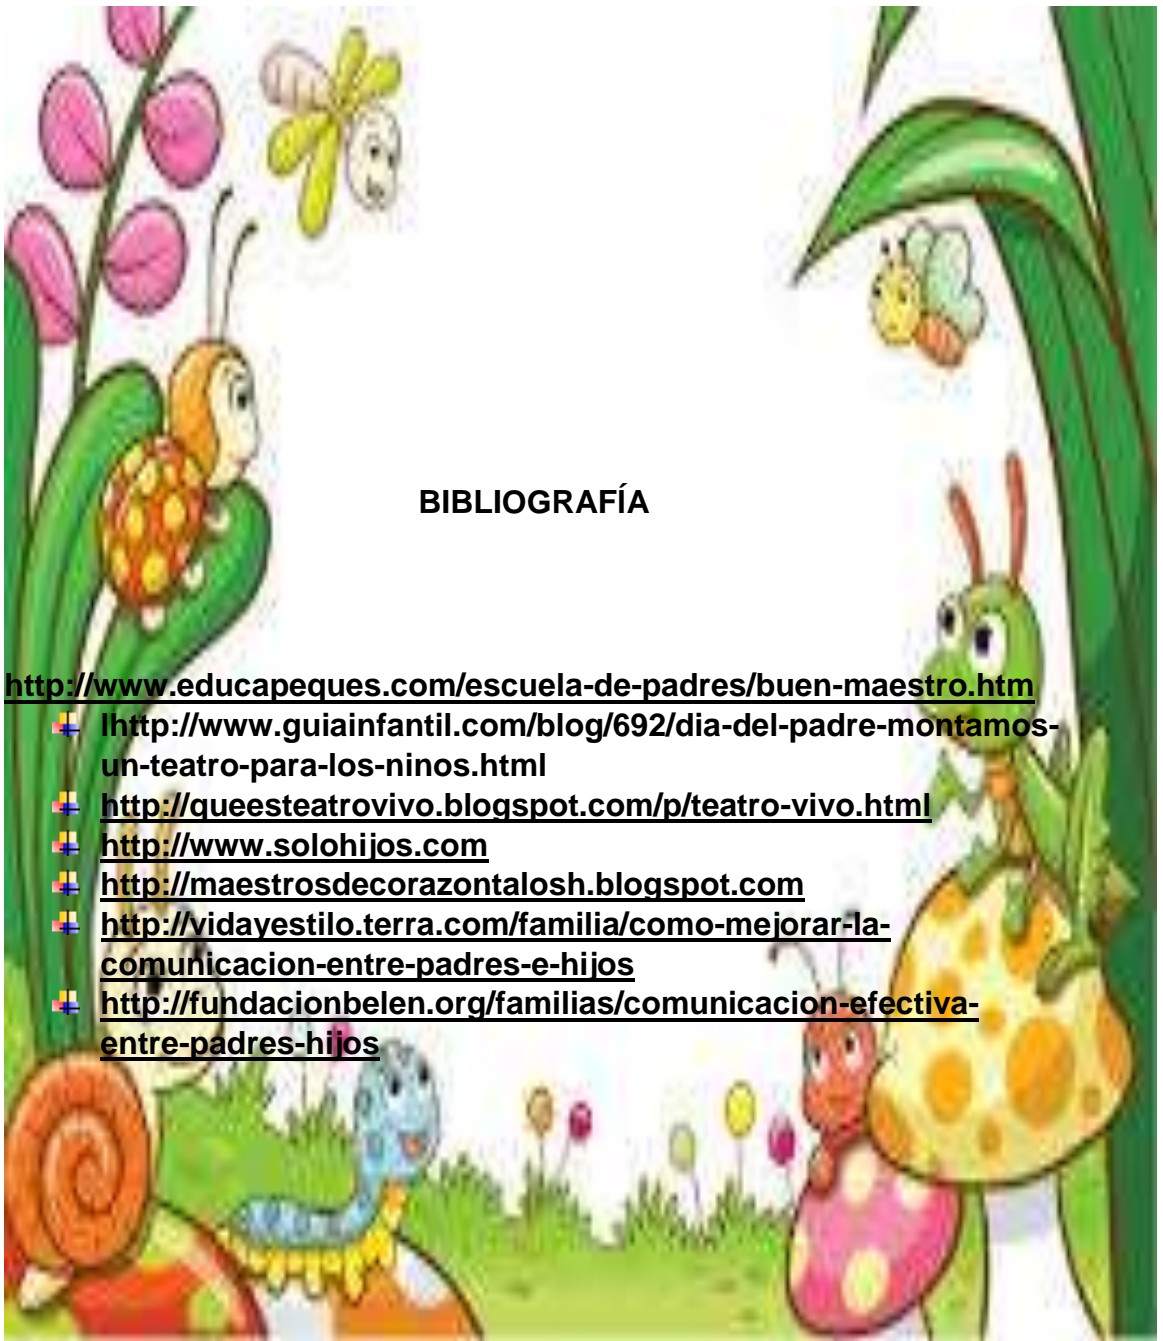 BIBLIOGRAFÍA
http://www.educapeques.com/escuela-de-padres/buen-maestro.htm
lhttp://www.guiainfantil.com/blog/692/dia-del-padre-montamos-
un-teatro-para-los-ninos.html
http://queesteatrovivo.blogspot.com/p/teatro-vivo.html
http://www.solohijos.com
http://maestrosdecorazontalosh.blogspot.com
http://vidayestilo.terra.com/familia/como-mejorar-la-
comunicacion-entre-padres-e-hijos
http://fundacionbelen.org/familias/comunicacion-efectiva-
entre-padres-hijos